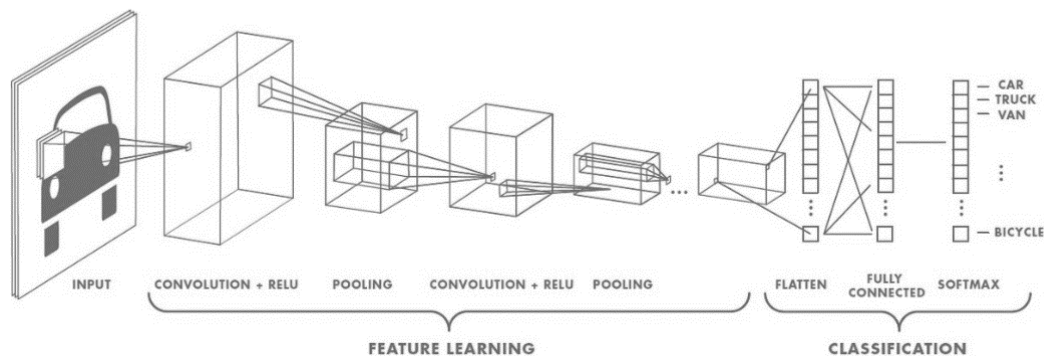 CAR
TRUCK
VAN
BICYCLE
INPUT
CONVOLUTION + RELU
POOLING
CONVOLUTION + RELU
POOLING
FLATTEN
FULLY
CONNECTED
SOFTMAX
FEATURE LEARNING
CLASSIFICATION